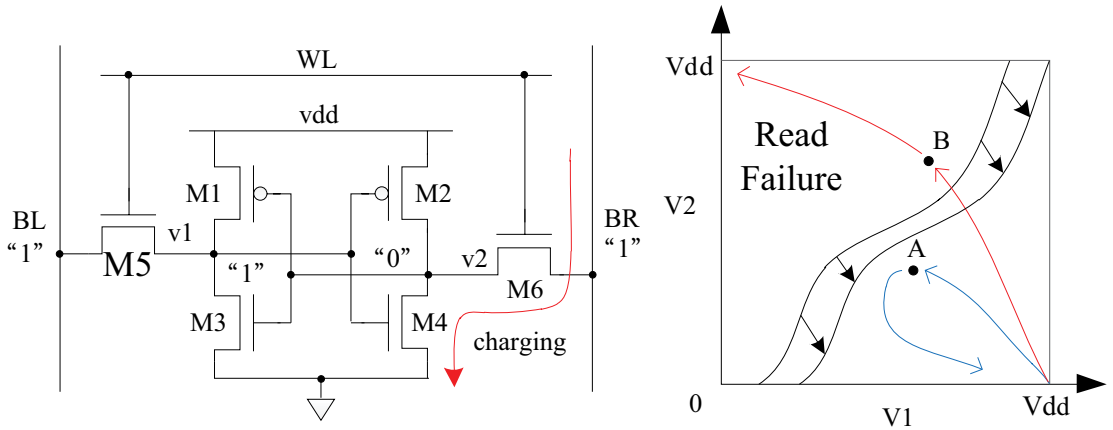 WL
vdd
M1
M2
BL
“1”
v1
M5
“1”
“0”
v2
M6
BR
“1”
M3
M4
charging
Vdd
Read
Failure
B
V2
A
0
V1
Vdd